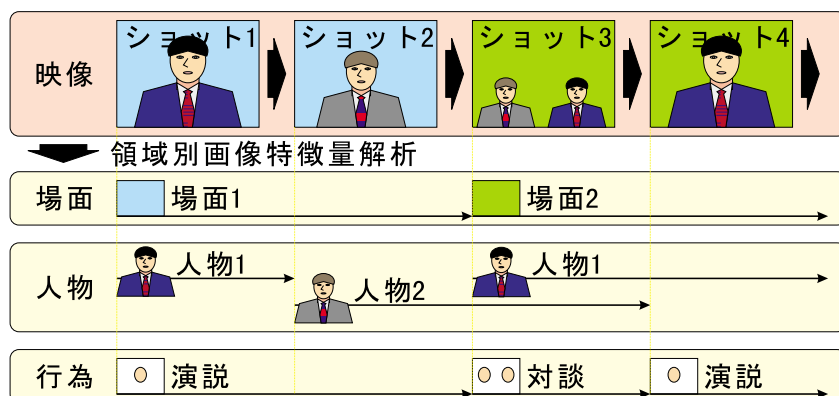 ショット1 ショット2 ショット3 ショット4
映像
領域別画像特徴量解析
場面 場面1 場面2
人物 人物1 人物2 人物1
行為 演説 対談 演説